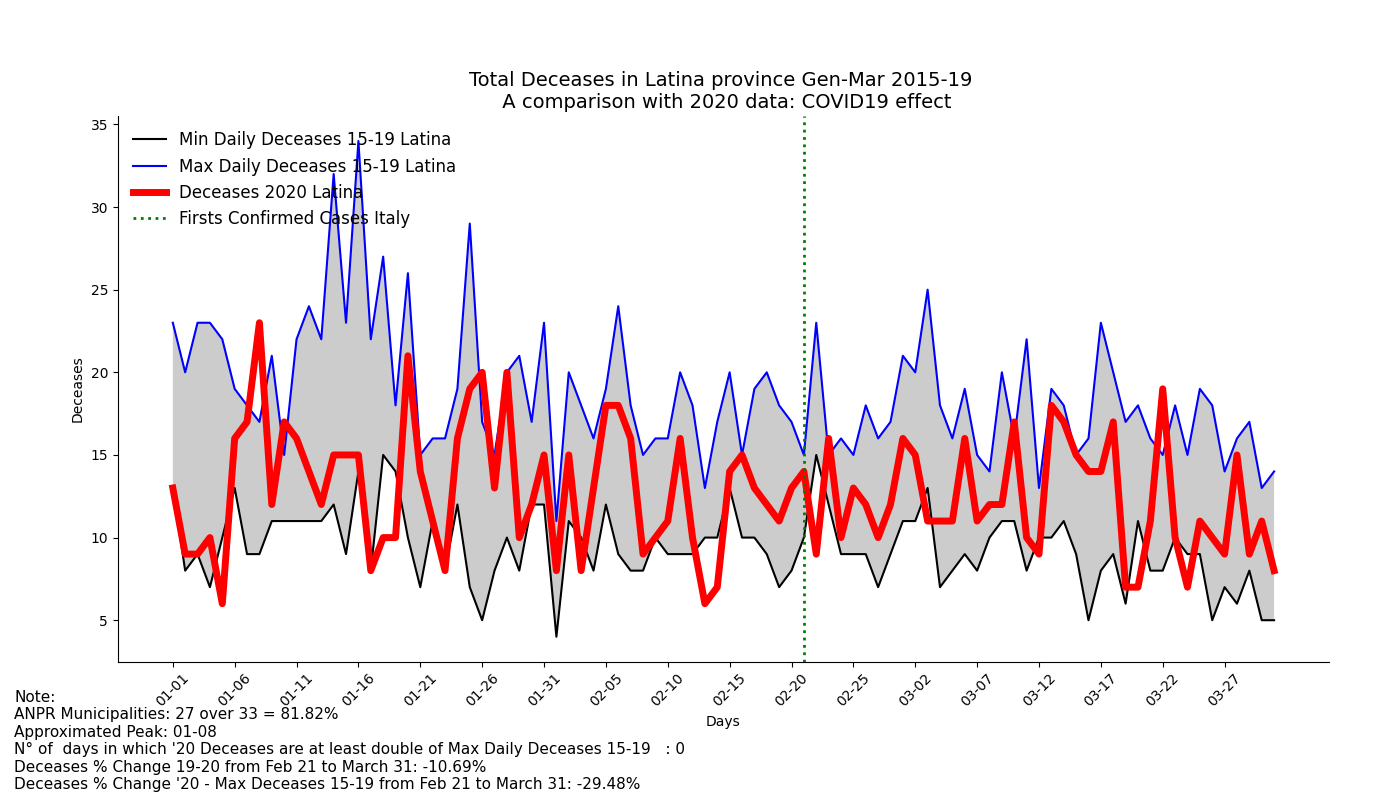 Total Deceases in Latina province Gen-Mar 2015-19
A comparison with 2020 data: COVID19 effect
35
30
25
20
15
10
5
Deceases
Min Daily Deceases 15-19 Latina
Max Daily Deceases 15-19 Latina
Deceases 2020 Latina
Firsts Confirmed Cases Italy
01-01 01-06 01-11 01-16 01-21 01-26 01-31 02-05 02-10 02-15 02-20 02-25 03-02 03-07 03-12 03-17 03-22 03-27
Days
Note:
ANPR Municipalities: 27 over 33 = 81.82%
Approximated Peak: 01-08
N° of  days in which '20 Deceases are at least double of Max Daily Deceases 15-19   : 0
Deceases % Change 19-20 from Feb 21 to March 31: -10.69%
Deceases % Change '20 - Max Deceases 15-19 from Feb 21 to March 31: -29.48%